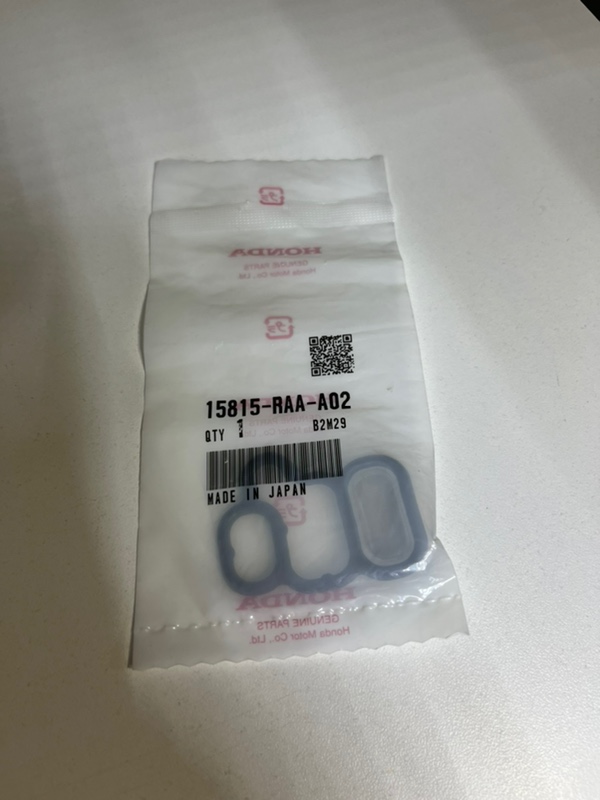 HONDA
GENUINE PARTS
Honda Motor Co., Ltd.
15815-RAA-A02
QTY 1 B2M29
MADE IN JAPAN
HONDA
GENUINE PARTS
Honda Motor Co., Ltd.